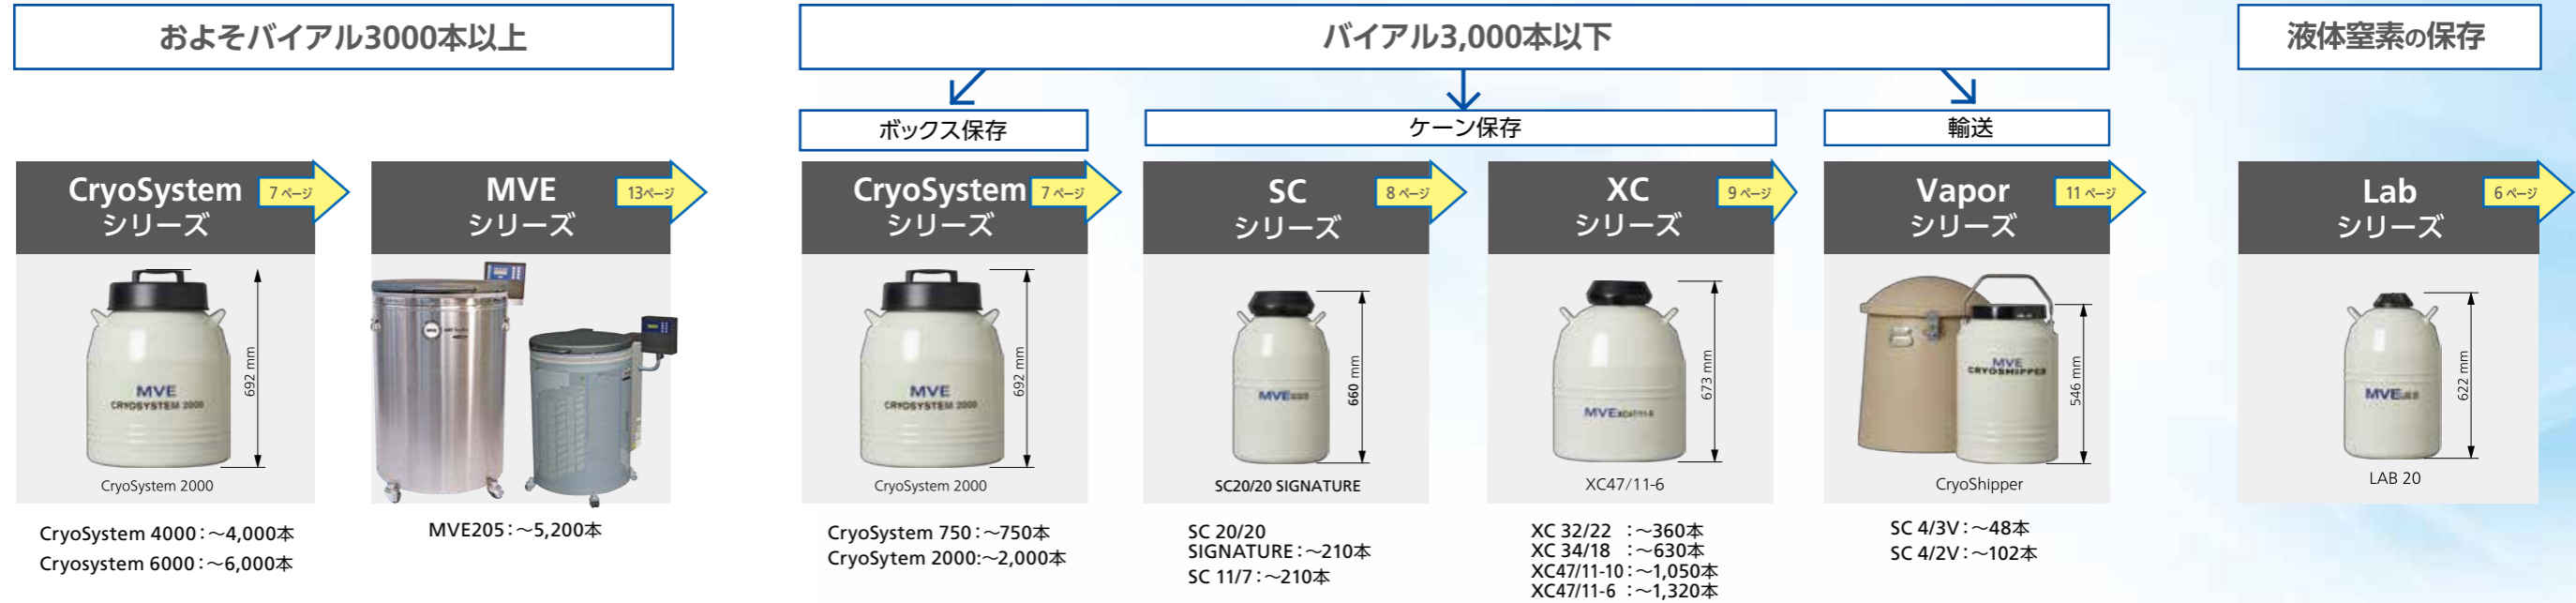 およそバイアル3000本以上
バイアル3,000本以下
液体窒素の保存
ボックス保存
ケーン保存
輸送
CryoSystem
シリーズ
7 ページ
MVE
シリーズ
13ページ
CryoSystem
シリーズ
7 ページ
SC
シリーズ
8 ページ
XC
シリーズ
9 ページ
Vapor
シリーズ
11 ページ
Lab
シリーズ
6 ページ
MVE
CRYOSYSTEM 2000
692 mm
CryoSystem 2000
MVE
MVE
CRYOSYSTEM 2000
692 mm
CryoSystem 2000
MVE
660 mm
SC20/20 SIGNATURE
MVE XC47/11-6
673 mm
XC47/11-6
MVE
CRYOSHIPPER
546 mm
CryoShipper
MVE
622 mm
LAB 20
CryoSystem 4000：～4,000本
Cryosystem 6000：～6,000本
MVE205：～5,200本
CryoSystem 750：～750本
CryoSytem 2000:～2,000本
SC 20/20
SIGNATURE：～210本
SC 11/7：～210本
XC 32/22 ：～360本
XC 34/18 ：～630本
XC47/11-10：～1,050本
XC47/11-6 ：～1,320本
SC 4/3V：～48本
SC 4/2V：～102本